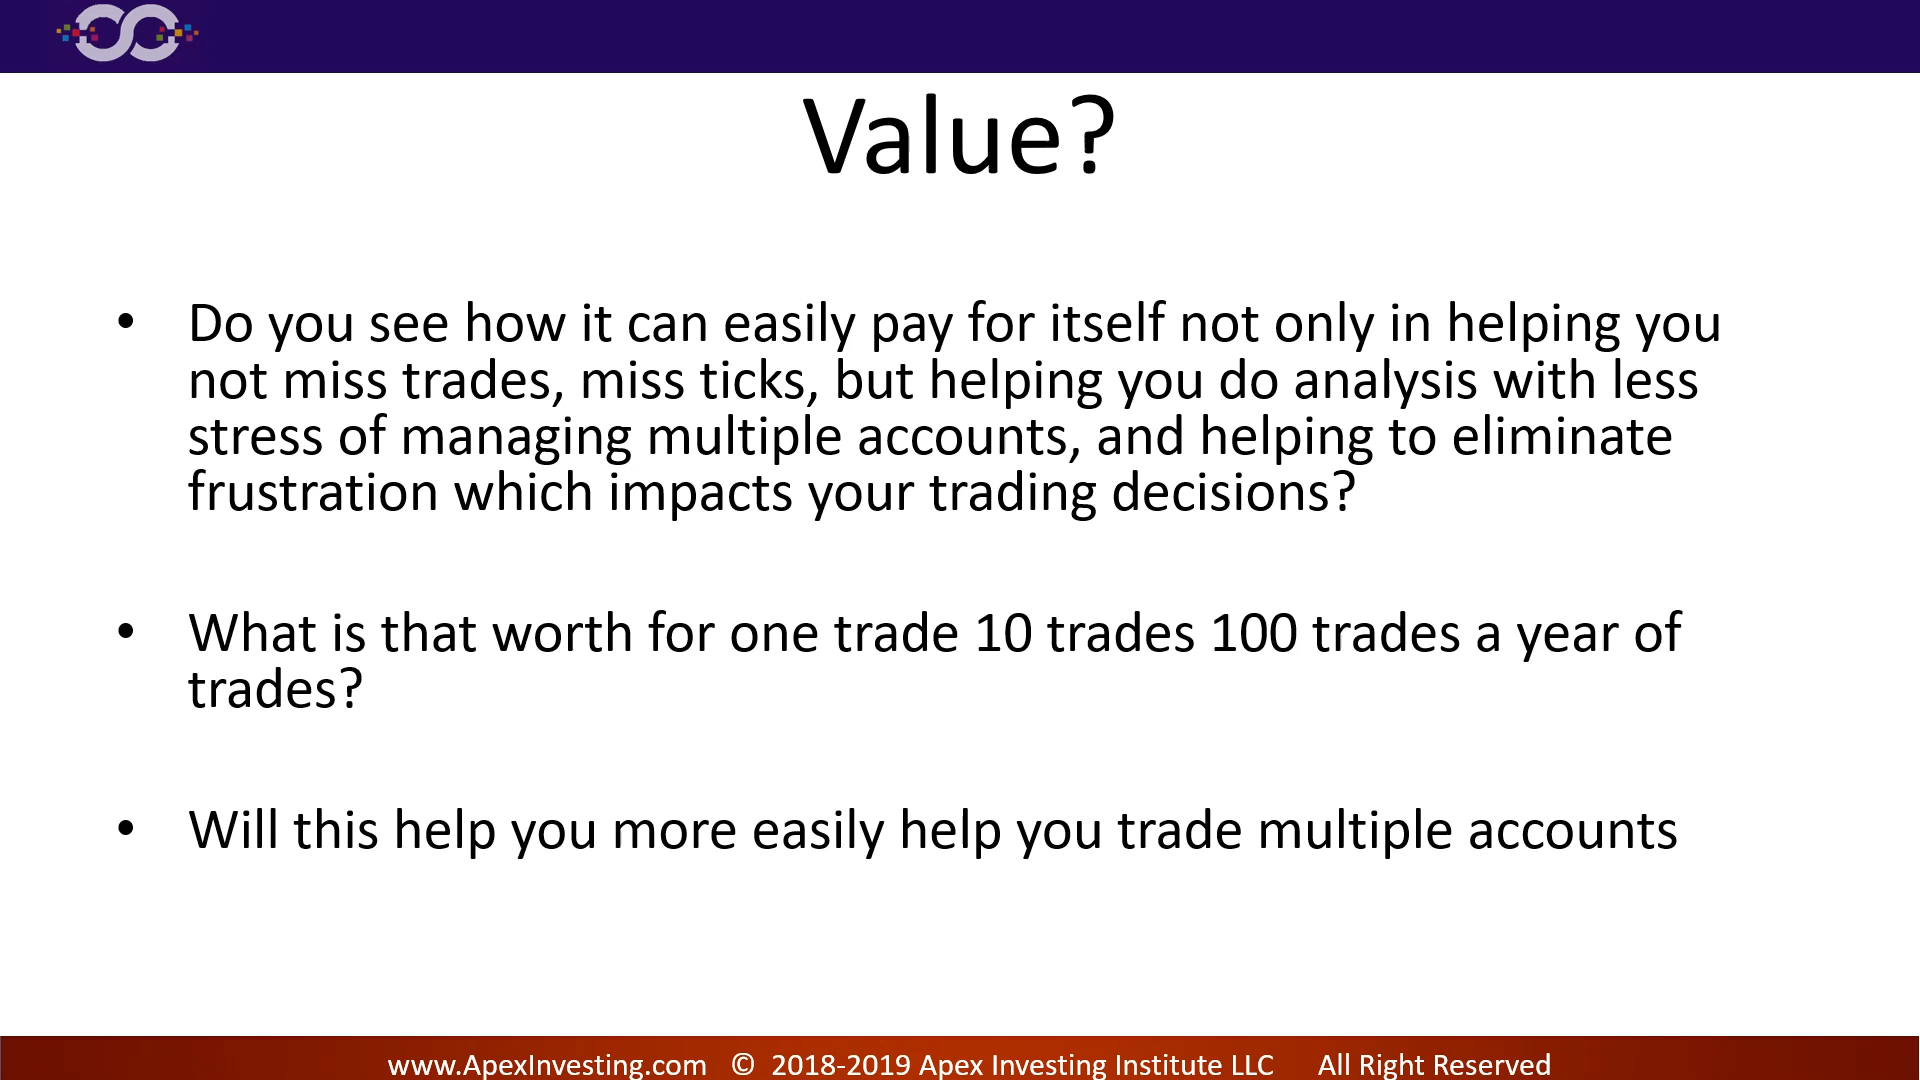 Value?
• Do you see how it can easily pay for itself not only in helping you
not miss trades, miss ticks, but helping you do analysis with less
stress of managing multiple accounts, and helping to eliminate
frustration which impacts your trading decisions?
• What is that worth for one trade 10 trades 100 trades a year of
trades?
• Will this help you more easily help you trade multiple accounts
www.ApexInvesting.com © 2018-2019 Apex Investing Institute LLC All Right Reserved